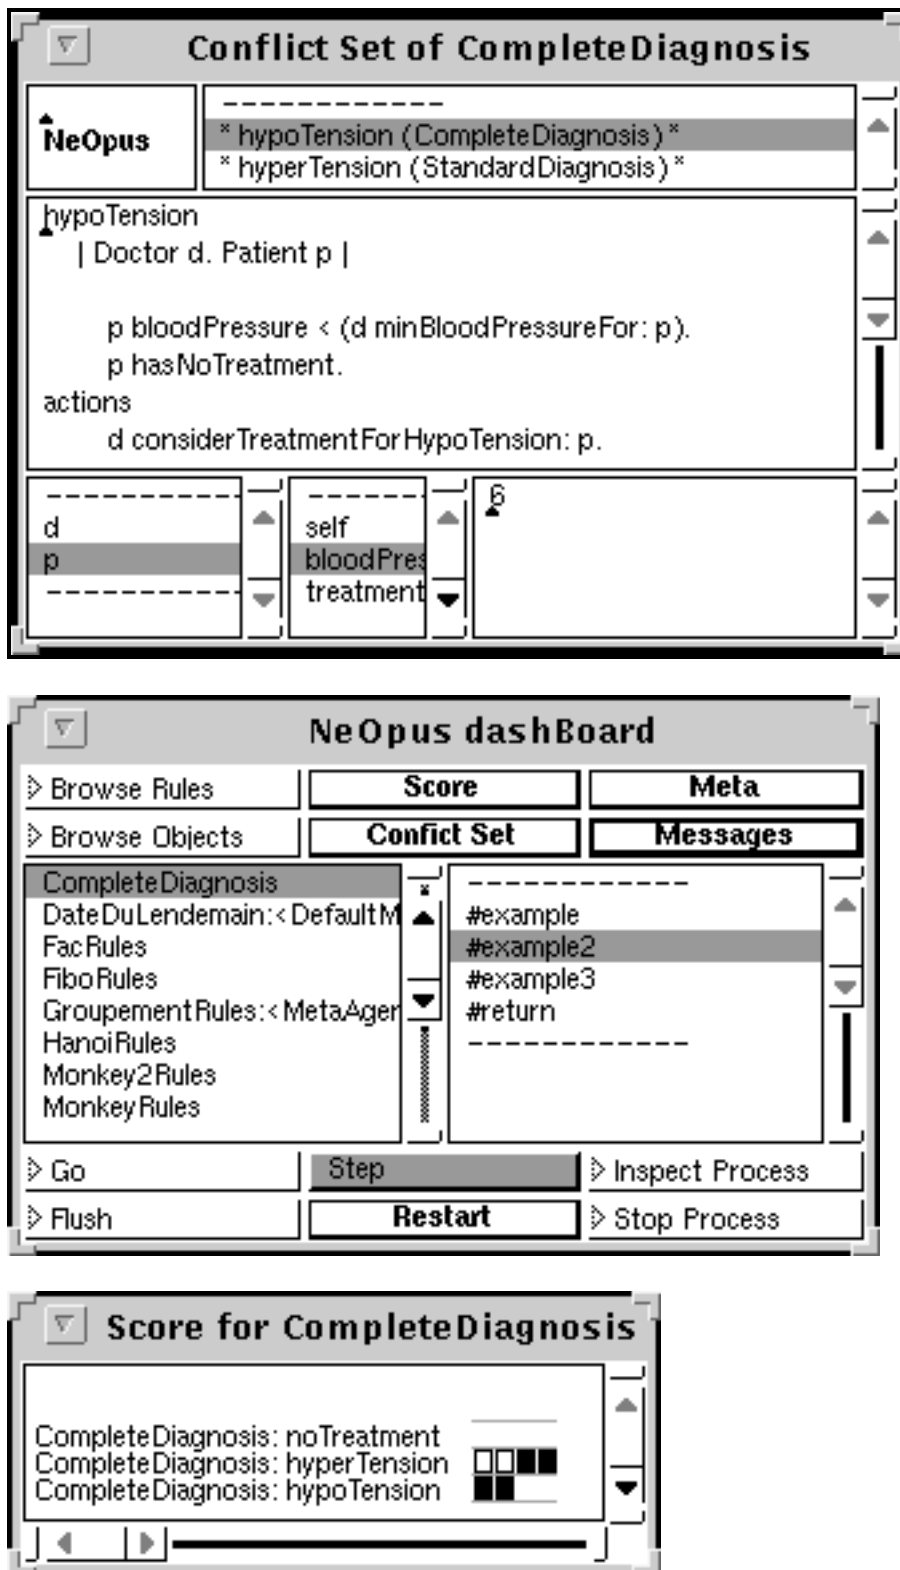 Conflict Set of CompleteDiagnosis
NeOpus
------------
* hypoTension (CompleteDiagnosis) *
* hyperTension (StandardDiagnosis) *
hypoTension
| Doctor d. Patient p |
p bloodPressure < (d minBloodPressureFor: p).
p hasNoTreatment.
actions
d considerTreatmentForHypoTension: p.
d
p
self
bloodPres
treatment
6
NeOpus dashBoard
Browse Rules
Score
Meta
Browse Objects
Confict Set
Messages
CompleteDiagnosis
DateDuLendemain:<DefaultM
FacRules
FiboRules
GroupementRules:<MetaAger
HanoiRules
Monkey2Rules
MonkeyRules
------------
#example
#example2
#example3
#return
------------
Go
Step
Inspect Process
Flush
Restart
Stop Process
Score for CompleteDiagnosis
CompleteDiagnosis: noTreatment
CompleteDiagnosis: hyperTension
CompleteDiagnosis: hypoTension